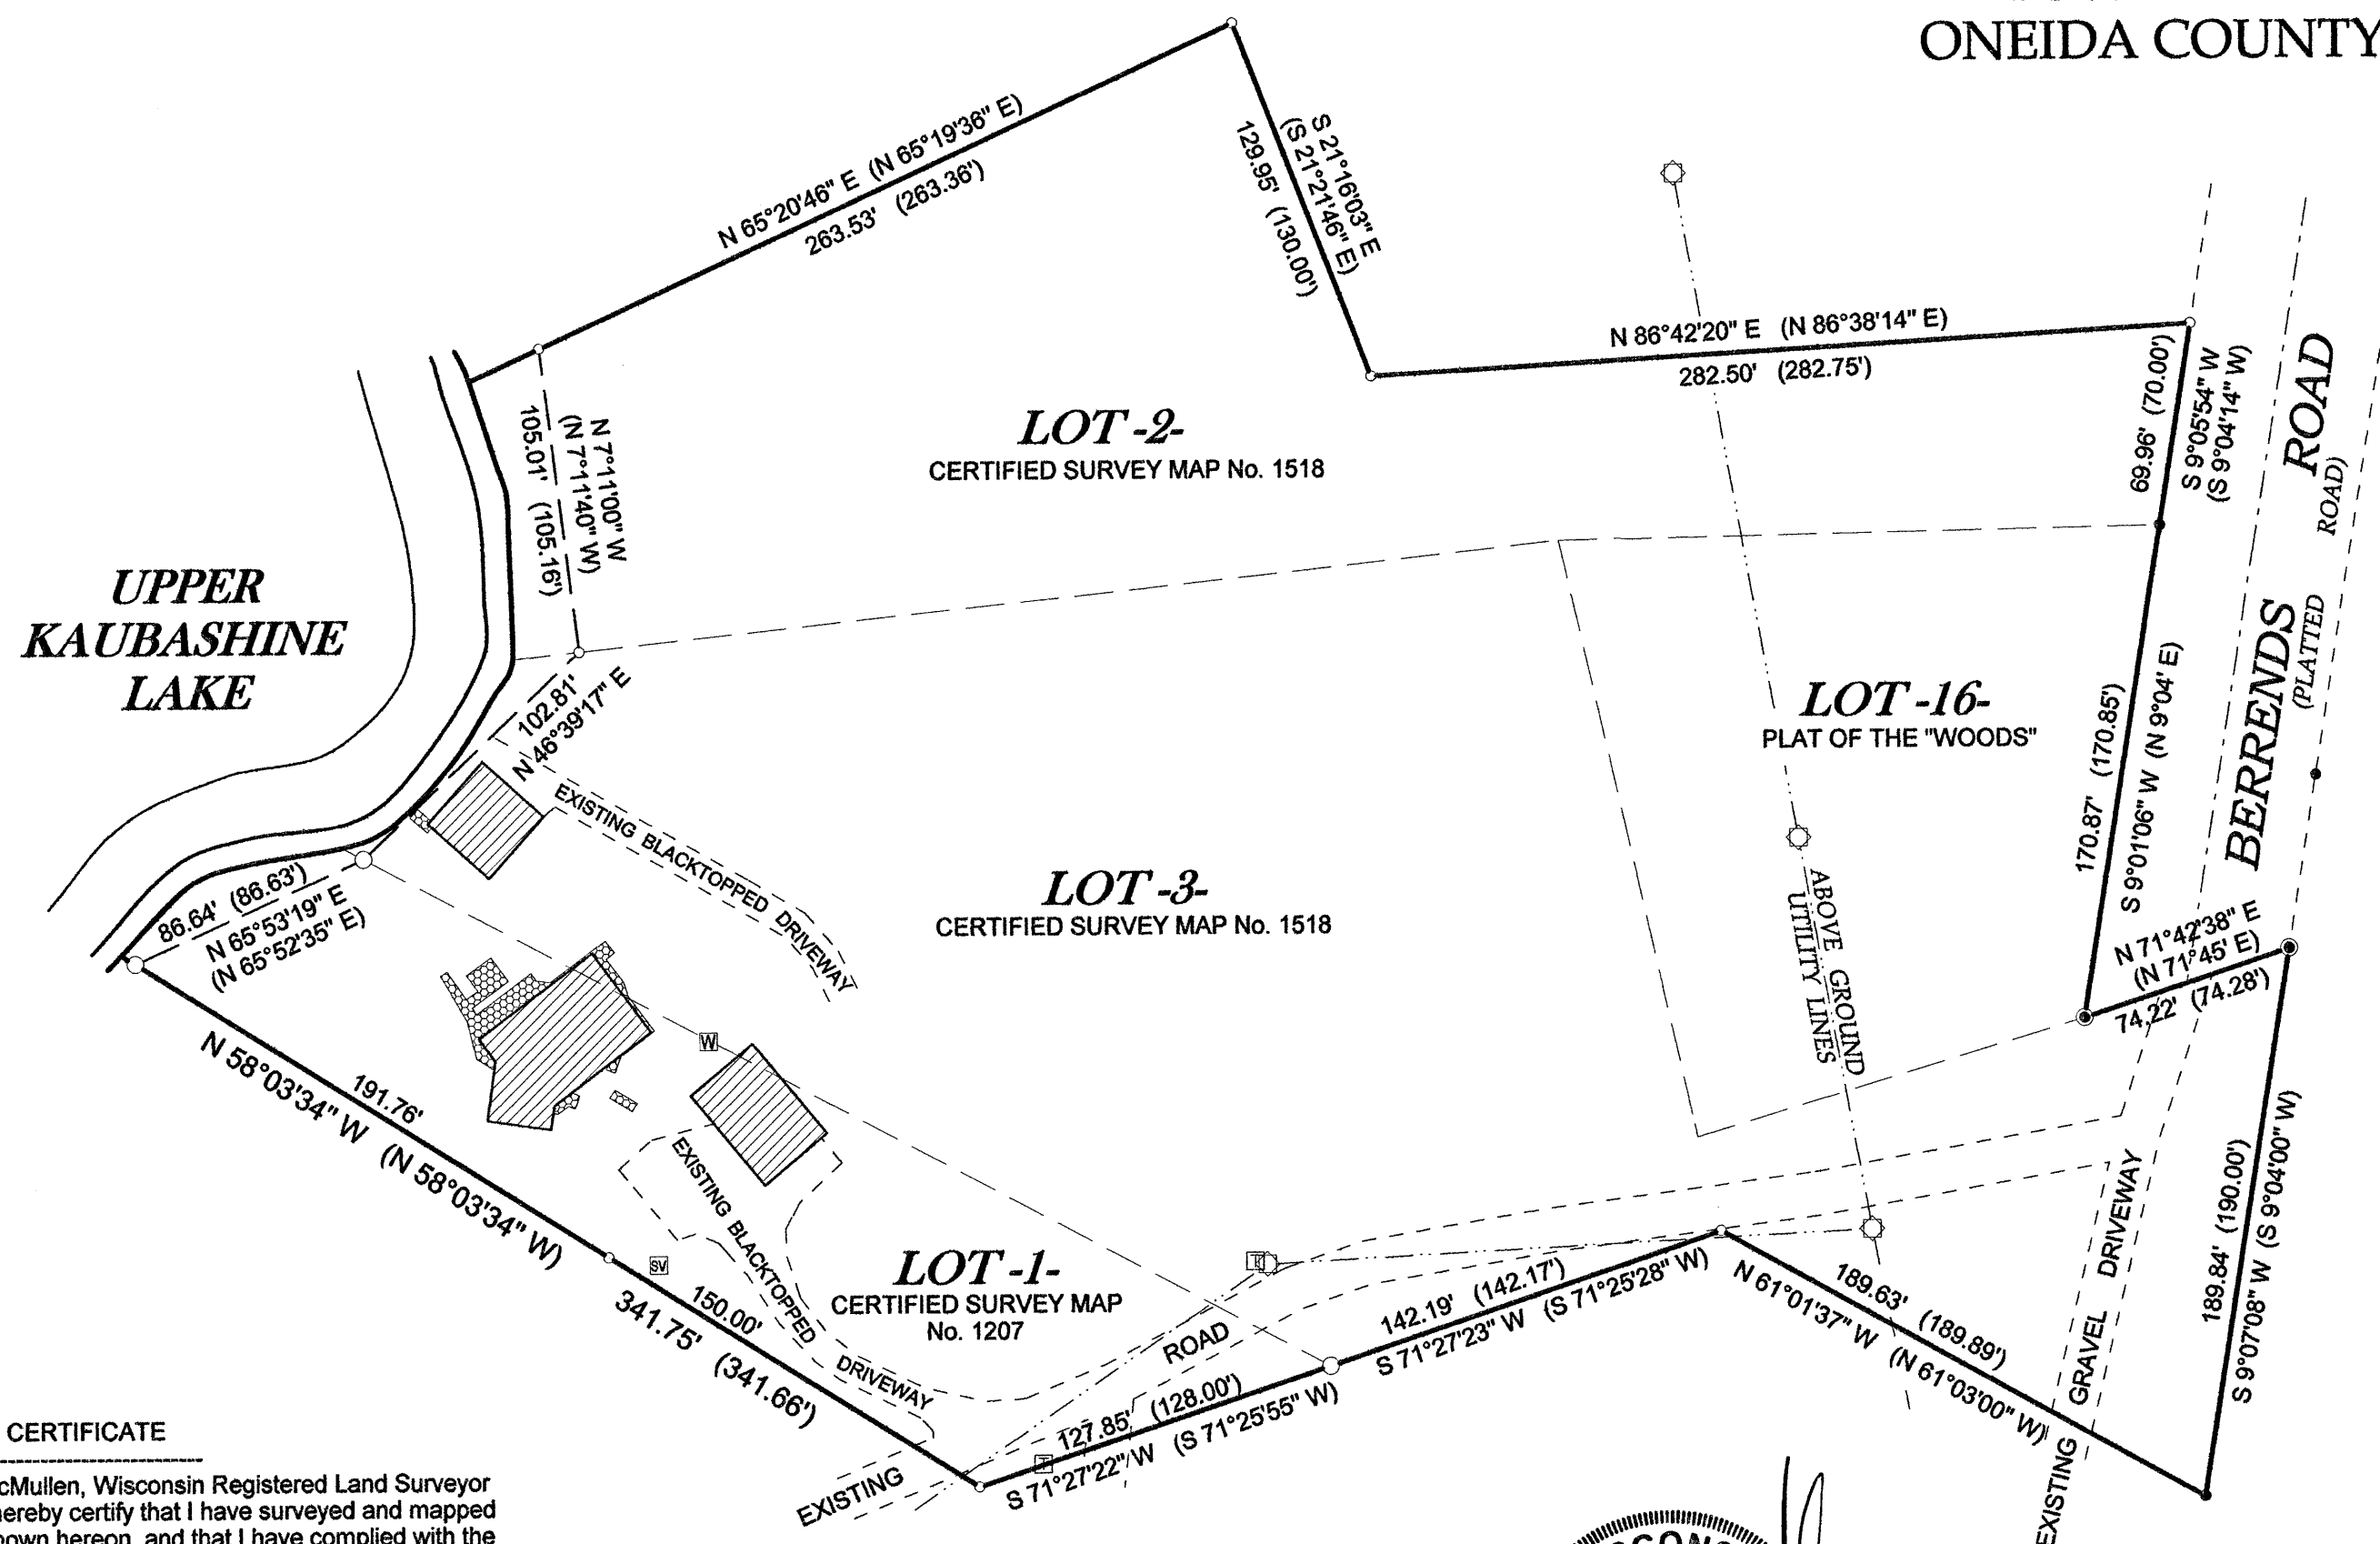 ONEIDA COUNTY
N 65°20'46" E (N 65°19'36" E)
263.53' (263.36')
S 21°16'03" E
(S 21°21'46" E)
129.95' (130.00')
N 86°42'20" E (N 86°38'14" E)
282.50' (282.75')
69.96' (70.00')
S 9°05'54" W
(S 9°04'14" W)
N 7°11'00" W
(N 7°11'40" W)
105.01' (105.16')
LOT -2-
CERTIFIED SURVEY MAP No. 1518
UPPER
KAUBASHINE
LAKE
102.81'
N 46°39'17" E
LOT -16-
PLAT OF THE "WOODS"
BERRENDS ROAD
(PLATTED ROAD)
170.87' (170.85')
S 9°01'06" W (N 9°04' E)
EXISTING BLACKTOPPED DRIVEWAY
LOT -3-
CERTIFIED SURVEY MAP No. 1518
ABOVE GROUND
UTILITY LINES
86.64' (86.63')
N 65°53'19" E
(N 65°52'35" E)
N 71°42'38" E
(N 71°45' E)
74.22' (74.28')
W
191.76'
N 58°03'34" W (N 58°03'34" W)
SV
150.00'
341.75' (341.66')
EXISTING BLACKTOPPED DRIVEWAY
LOT -1-
CERTIFIED SURVEY MAP
No. 1207
T
ROAD
142.19' (142.17')
S 71°27'23" W (S 71°25'28" W)
189.63' (189.89')
N 61°01'37" W (N 61°03'00" W)
189.84' (190.00')
S 9°07'08" W (S 9°04'00" W)
EXISTING GRAVEL DRIVEWAY
127.85' (128.00')
S 71°27'22" W (S 71°25'55" W)
T
EXISTING
CERTIFICATE
cMullen, Wisconsin Registered Land Surveyor
hereby certify that I have surveyed and mapped
hown hereon, and that I have complied with the